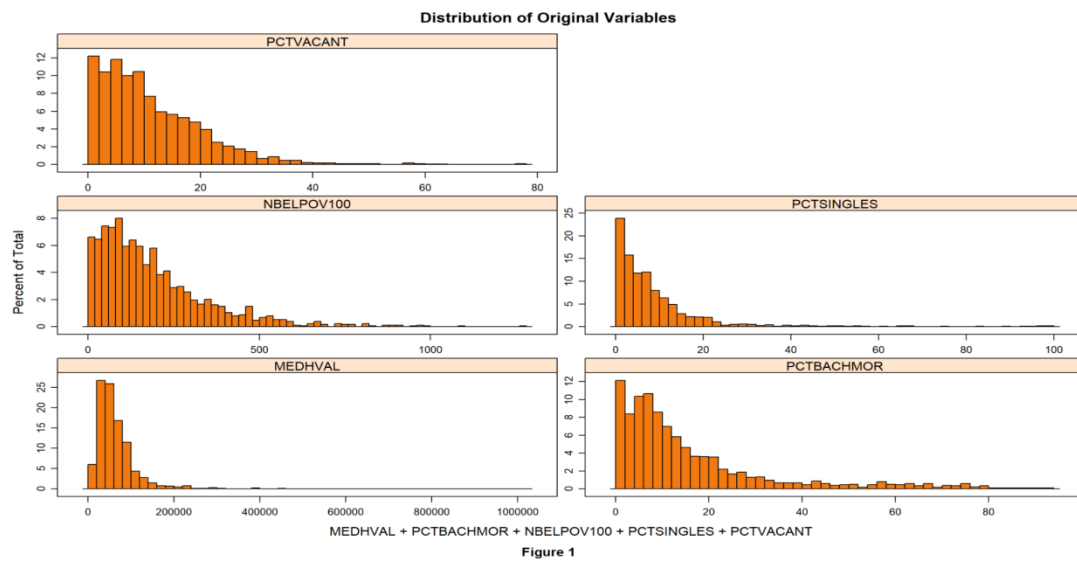 Distribution of Original Variables
PCTVACANT
12
10
8
6
4
2
0
0 20 40 60 80
NBELPOV100 PCTSINGLES
8
6
4
2
0
0 500 1000
25
20
15
10
5
0
0 20 40 60 80 100
Percent of Total
MEDHVAL PCTBACHMOR
25
20
15
10
5
0
0 200000 400000 600000 800000 1000000
12
10
8
6
4
2
0
0 20 40 60 80
MEDHVAL + PCTBACHMOR + NBELPOV100 + PCTSINGLES + PCTVACANT
Figure 1